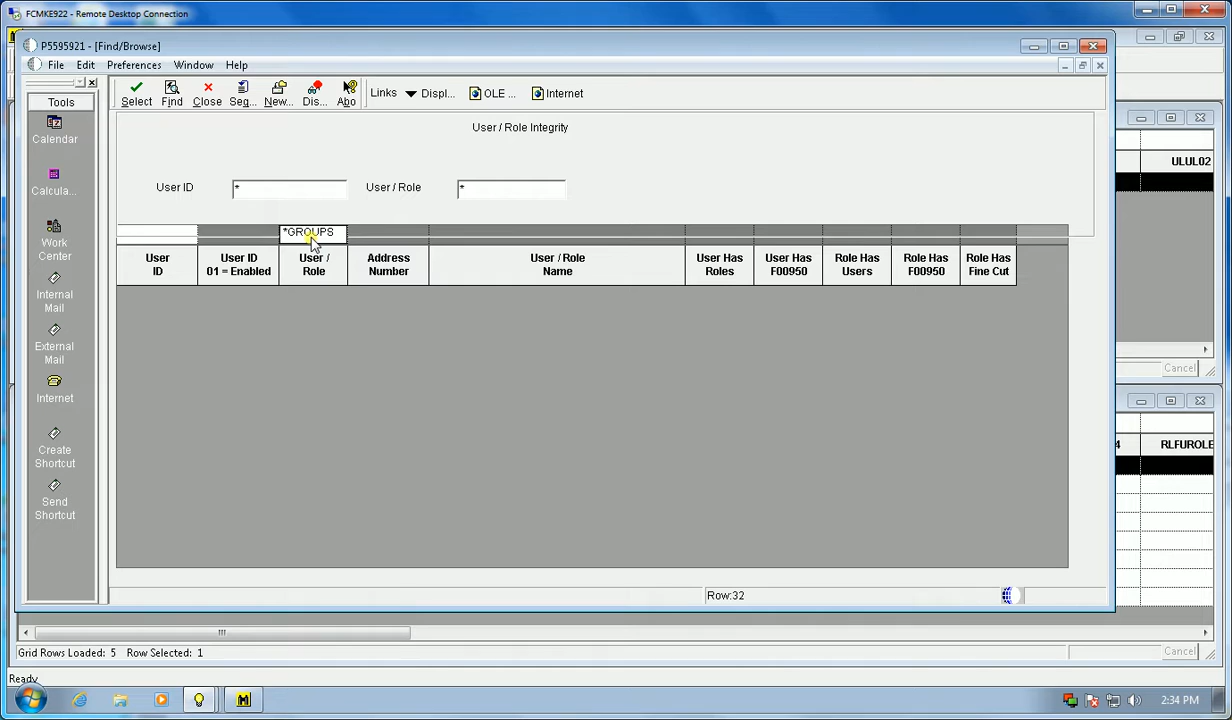 FCMKE922 - Remote Desktop Connection
P5595921 - [Find/Browse]
File Edit Preferences Window Help
Tools
Calendar
Calcula...
Work
Center
Internal
Mail
External
Mail
Internet
Create
Shortcut
Send
Shortcut
Select Find Close Seq... New... Dis... Abo
Links Displ... OLE ... Internet
User / Role Integrity
User ID * User / Role *
*GROUPS
User
ID
User ID
01 = Enabled
User /
Role
Address
Number
User / Role
Name
User Has
Roles
User Has
F00950
Role Has
Users
Role Has
F00950
Role Has
Fine Cut
Row:32
ULUL02
Cancel
4 RLFUROLE
Grid Rows Loaded: 5 Row Selected: 1
Cancel
Ready
2:34 PM